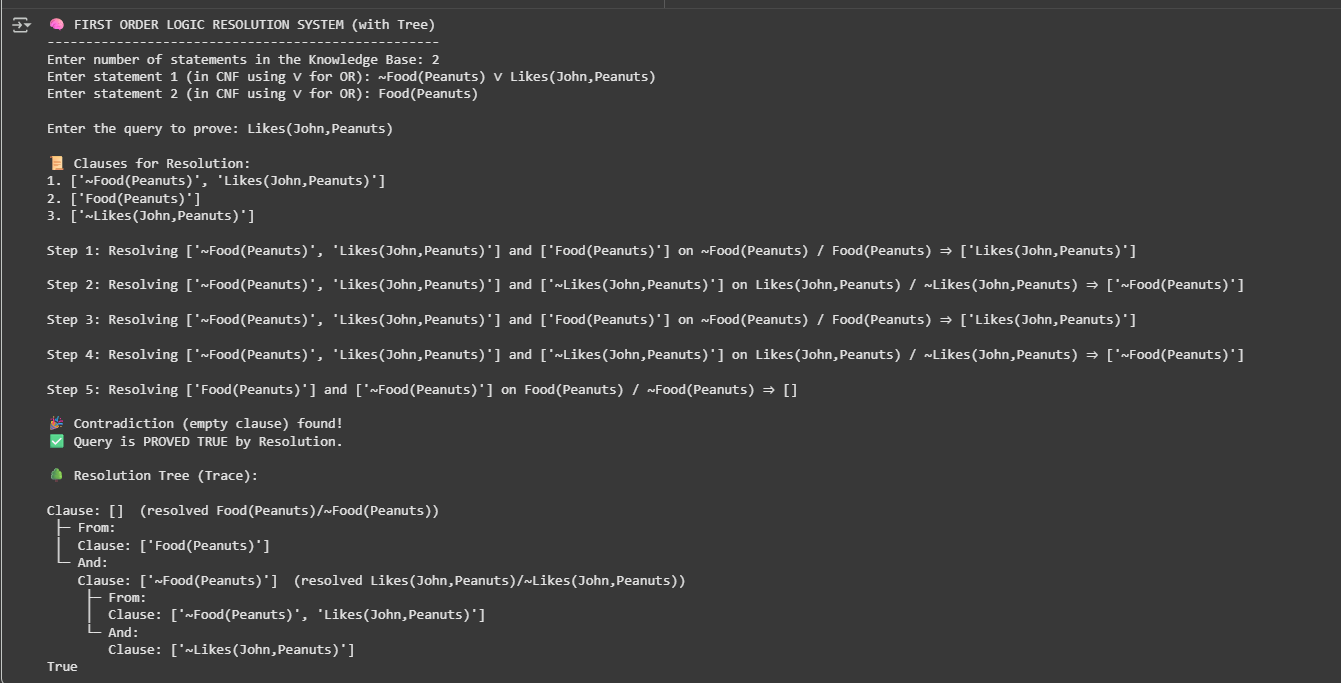 🧠 FIRST ORDER LOGIC RESOLUTION SYSTEM (with Tree)
---------------------------------------------------
Enter number of statements in the Knowledge Base: 2
Enter statement 1 (in CNF using ∨ for OR): ~Food(Peanuts) ∨ Likes(John,Peanuts)
Enter statement 2 (in CNF using ∨ for OR): Food(Peanuts)
Enter the query to prove: Likes(John,Peanuts)
📜 Clauses for Resolution:
1. ['~Food(Peanuts)', 'Likes(John,Peanuts)']
2. ['Food(Peanuts)']
3. ['~Likes(John,Peanuts)']
Step 1: Resolving ['~Food(Peanuts)', 'Likes(John,Peanuts)'] and ['Food(Peanuts)'] on ~Food(Peanuts) / Food(Peanuts) ⇒ ['Likes(John,Peanuts)']
Step 2: Resolving ['~Food(Peanuts)', 'Likes(John,Peanuts)'] and ['~Likes(John,Peanuts)'] on Likes(John,Peanuts) / ~Likes(John,Peanuts) ⇒ ['~Food(Peanuts)']
Step 3: Resolving ['~Food(Peanuts)', 'Likes(John,Peanuts)'] and ['Food(Peanuts)'] on ~Food(Peanuts) / Food(Peanuts) ⇒ ['Likes(John,Peanuts)']
Step 4: Resolving ['~Food(Peanuts)', 'Likes(John,Peanuts)'] and ['~Likes(John,Peanuts)'] on Likes(John,Peanuts) / ~Likes(John,Peanuts) ⇒ ['~Food(Peanuts)']
Step 5: Resolving ['Food(Peanuts)'] and ['~Food(Peanuts)'] on Food(Peanuts) / ~Food(Peanuts) ⇒ []
🎉 Contradiction (empty clause) found!
✅ Query is PROVED TRUE by Resolution.
🌳 Resolution Tree (Trace):
Clause: []  (resolved Food(Peanuts)/~Food(Peanuts))
 ├─ From:
 │  Clause: ['Food(Peanuts)']
 └─ And:
    Clause: ['~Food(Peanuts)']  (resolved Likes(John,Peanuts)/~Likes(John,Peanuts))
     ├─ From:
     │  Clause: ['~Food(Peanuts)', 'Likes(John,Peanuts)']
     └─ And:
        Clause: ['~Likes(John,Peanuts)']
True